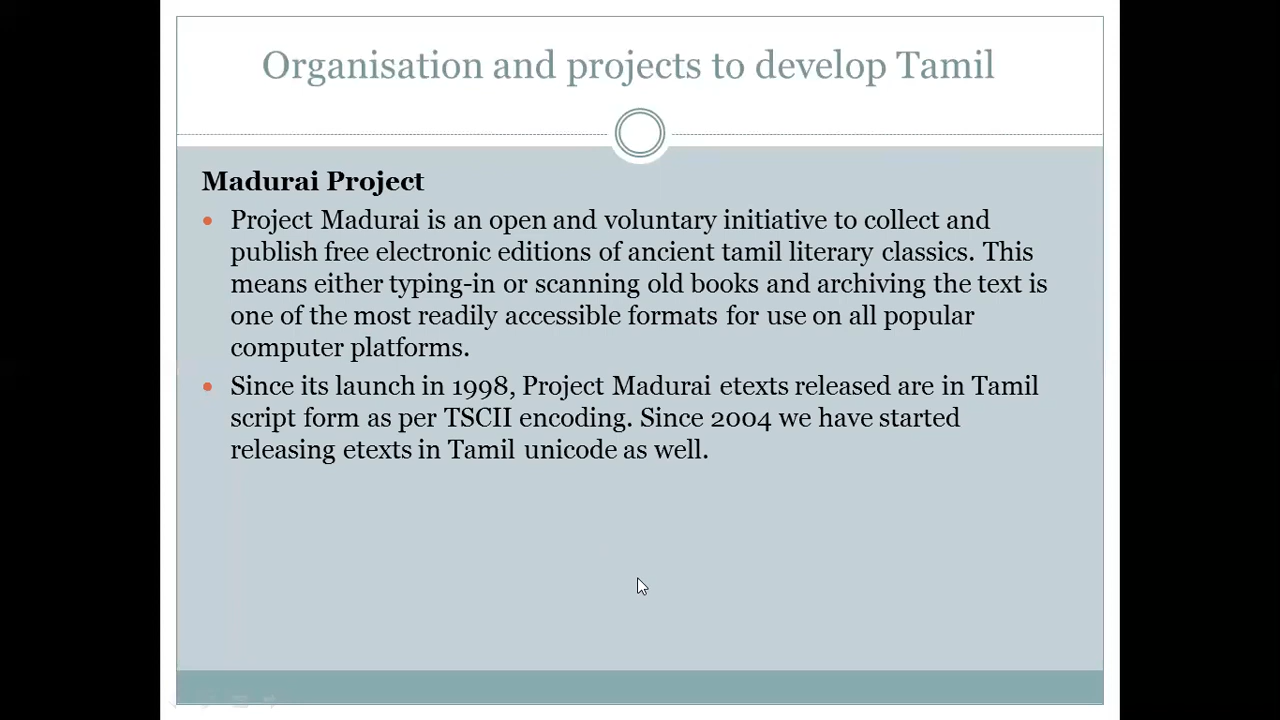 Organisation and projects to develop Tamil
Madurai Project
• Project Madurai is an open and voluntary initiative to collect and
publish free electronic editions of ancient tamil literary classics. This
means either typing-in or scanning old books and archiving the text is
one of the most readily accessible formats for use on all popular
computer platforms.
• Since its launch in 1998, Project Madurai etexts released are in Tamil
script form as per TSCII encoding. Since 2004 we have started
releasing etexts in Tamil unicode as well.